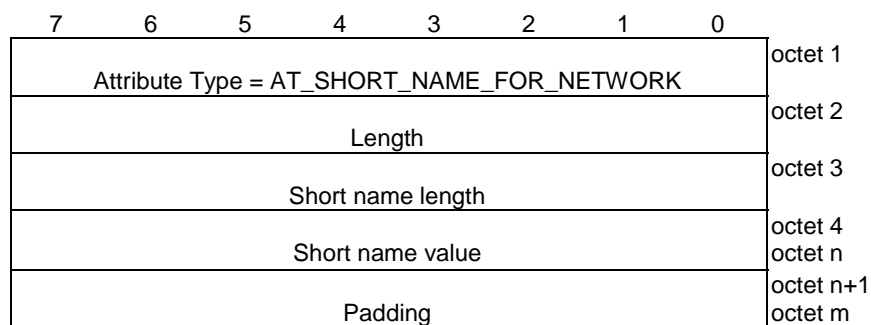 7 6 5 4 3 2 1 0
octet 1
Attribute Type = AT_SHORT_NAME_FOR_NETWORK
octet 2
Length
octet 3
Short name length
octet 4
Short name value octet n
octet n+1
Padding octet m